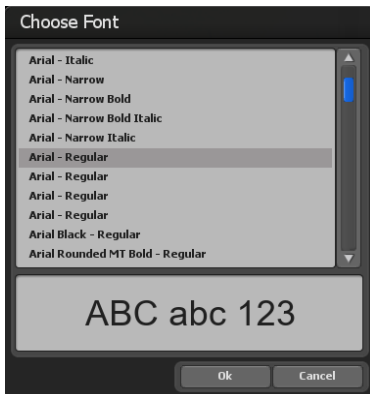 Choose Font
Arial - Italic
Arial - Narrow
Arial - Narrow Bold
Arial - Narrow Bold Italic
Arial - Narrow Italic
Arial - Regular
Arial - Regular
Arial - Regular
Arial - Regular
Arial Black - Regular
Arial Rounded MT Bold - Regular
ABC abc 123
Ok Cancel